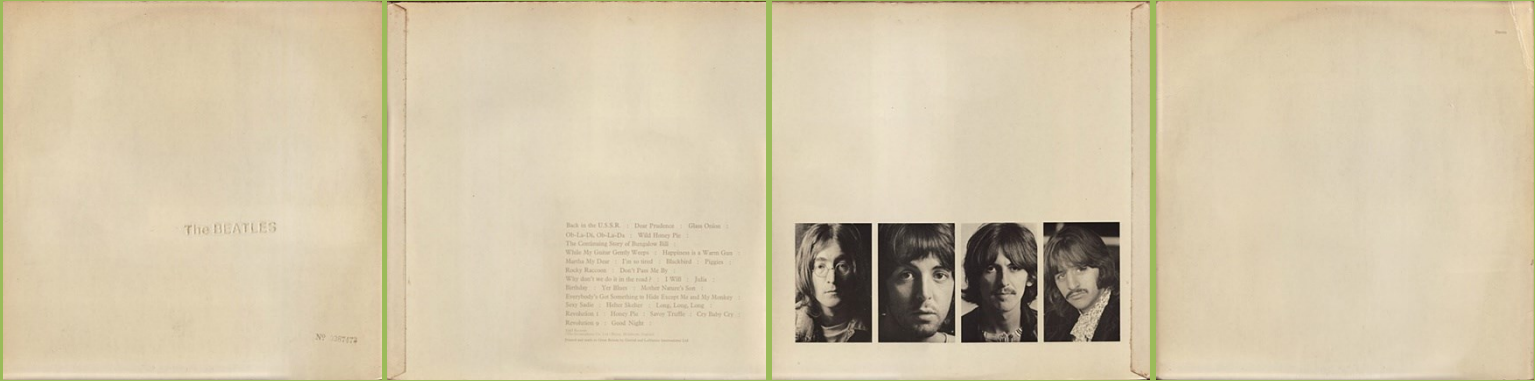 The BEATLES
Nº
Back in the U.S.S.R. : Dear Prudence : Glass Onion :
Ob-La-Di, Ob-La-Da : Wild Honey Pie :
The Continuing Story of Bungalow Bill :
While My Guitar Gently Weeps : Happiness is a Warm Gun :
Martha My Dear : I'm so tired : Blackbird : Piggies :
Rocky Raccoon : Don't Pass Me By :
Why don't we do it in the road? : I Will : Julia :
Birthday : Yer Blues : Mother Nature's Son :
Everybody's Got Something to Hide Except Me and My Monkey :
Sexy Sadie : Helter Skelter : Long, Long, Long :
Revolution 1 : Honey Pie : Savoy Truffle : Cry Baby Cry :
Revolution 9 : Good Night :